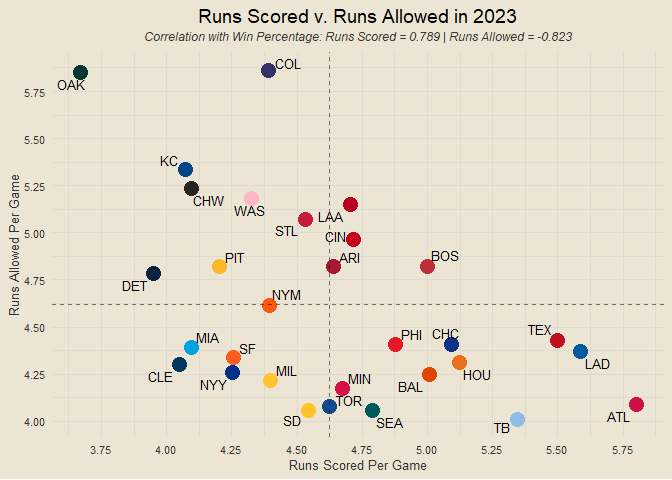 Runs Scored v. Runs Allowed in 2023
Correlation with Win Percentage: Runs Scored = 0.789 | Runs Allowed = -0.823
COL
OAK
5.75
5.50
KC
5.25
CHW
WAS
LAA
STL
5.00
CIN
BOS
PIT
ARI
4.75
DET
NYM
Runs Allowed Per Game
4.50
MIA
PHI
CHC
TEX
SF
LAD
CLE
NYY
MIL
MIN
BAL
HOU
4.25
TOR
ATL
SD
SEA
TB
4.00
3.75 4.00 4.25 4.50 4.75 5.00 5.25 5.50 5.75
Runs Scored Per Game